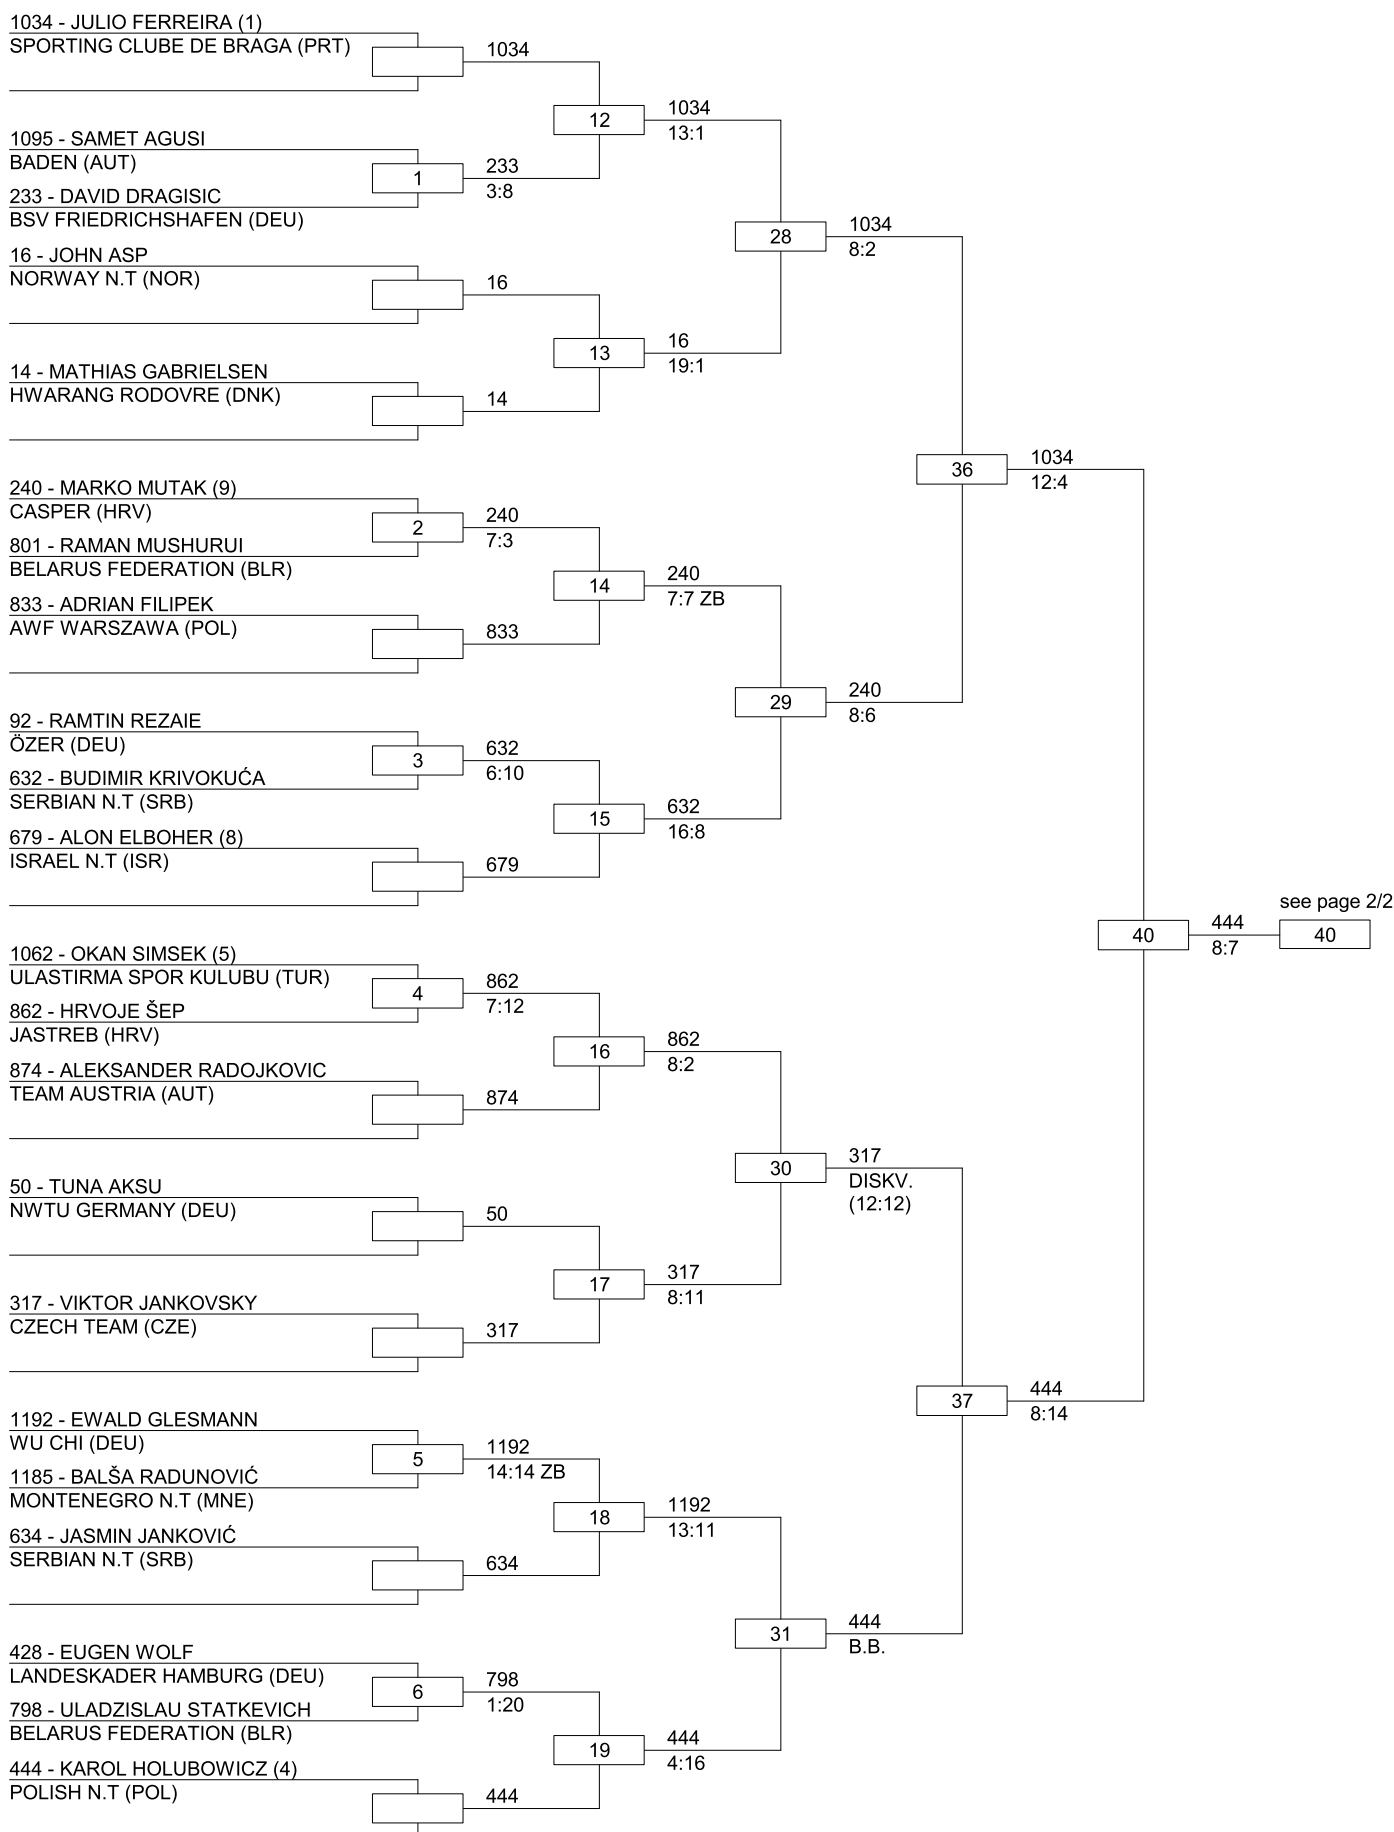 1034 - JULIO FERREIRA (1)
SPORTING CLUBE DE BRAGA (PRT)
1034
12
1034
13:1
1095 - SAMET AGUSI
BADEN (AUT)
1
233
3:8
233 - DAVID DRAGISIC
BSV FRIEDRICHSHAFEN (DEU)
28
1034
8:2
16 - JOHN ASP
NORWAY N.T (NOR)
16
13
16
19:1
14 - MATHIAS GABRIELSEN
HWARANG RODOVRE (DNK)
14
36
1034
12:4
240 - MARKO MUTAK (9)
CASPER (HRV)
2
240
7:3
801 - RAMAN MUSHURUI
BELARUS FEDERATION (BLR)
14
240
7:7 ZB
833 - ADRIAN FILIPEK
AWF WARSZAWA (POL)
833
29
240
8:6
92 - RAMTIN REZAIE
ÖZER (DEU)
3
632
6:10
632 - BUDIMIR KRIVOKUĆA
SERBIAN N.T (SRB)
15
632
16:8
679 - ALON ELBOHER (8)
ISRAEL N.T (ISR)
679
see page 2/2
40
444
8:7
40
1062 - OKAN SIMSEK (5)
ULASTIRMA SPOR KULUBU (TUR)
4
862
7:12
862 - HRVOJE ŠEP
JASTREB (HRV)
16
862
8:2
874 - ALEKSANDER RADOJKOVIC
TEAM AUSTRIA (AUT)
874
30
317
DISKV.
(12:12)
50 - TUNA AKSU
NWTU GERMANY (DEU)
50
17
317
8:11
317 - VIKTOR JANKOVSKY
CZECH TEAM (CZE)
317
37
444
8:14
1192 - EWALD GLESMANN
WU CHI (DEU)
5
1192
14:14 ZB
1185 - BALŠA RADUNOVIĆ
MONTENEGRO N.T (MNE)
18
1192
13:11
634 - JASMIN JANKOVIĆ
SERBIAN N.T (SRB)
634
31
444
B.B.
428 - EUGEN WOLF
LANDESKADER HAMBURG (DEU)
6
798
1:20
798 - ULADZISLAU STATKEVICH
BELARUS FEDERATION (BLR)
19
444
4:16
444 - KAROL HOLUBOWICZ (4)
POLISH N.T (POL)
444